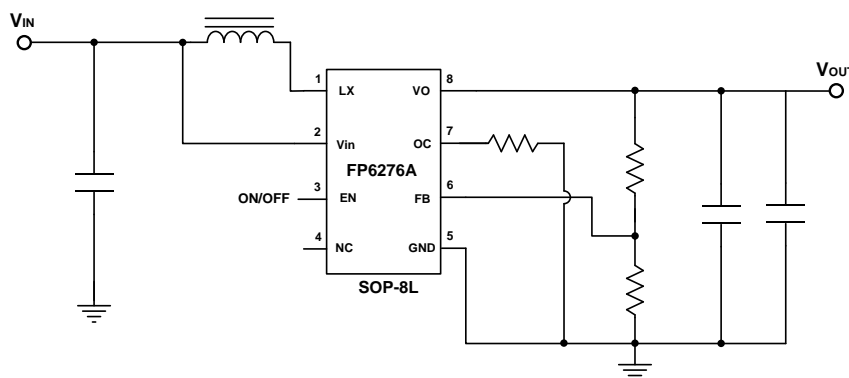 VIN
VOUT
1
LX
VO
8
2
Vin
OC
7
FP6276A
ON/OFF
3
EN
FB
6
4
NC
GND
5
SOP-8L